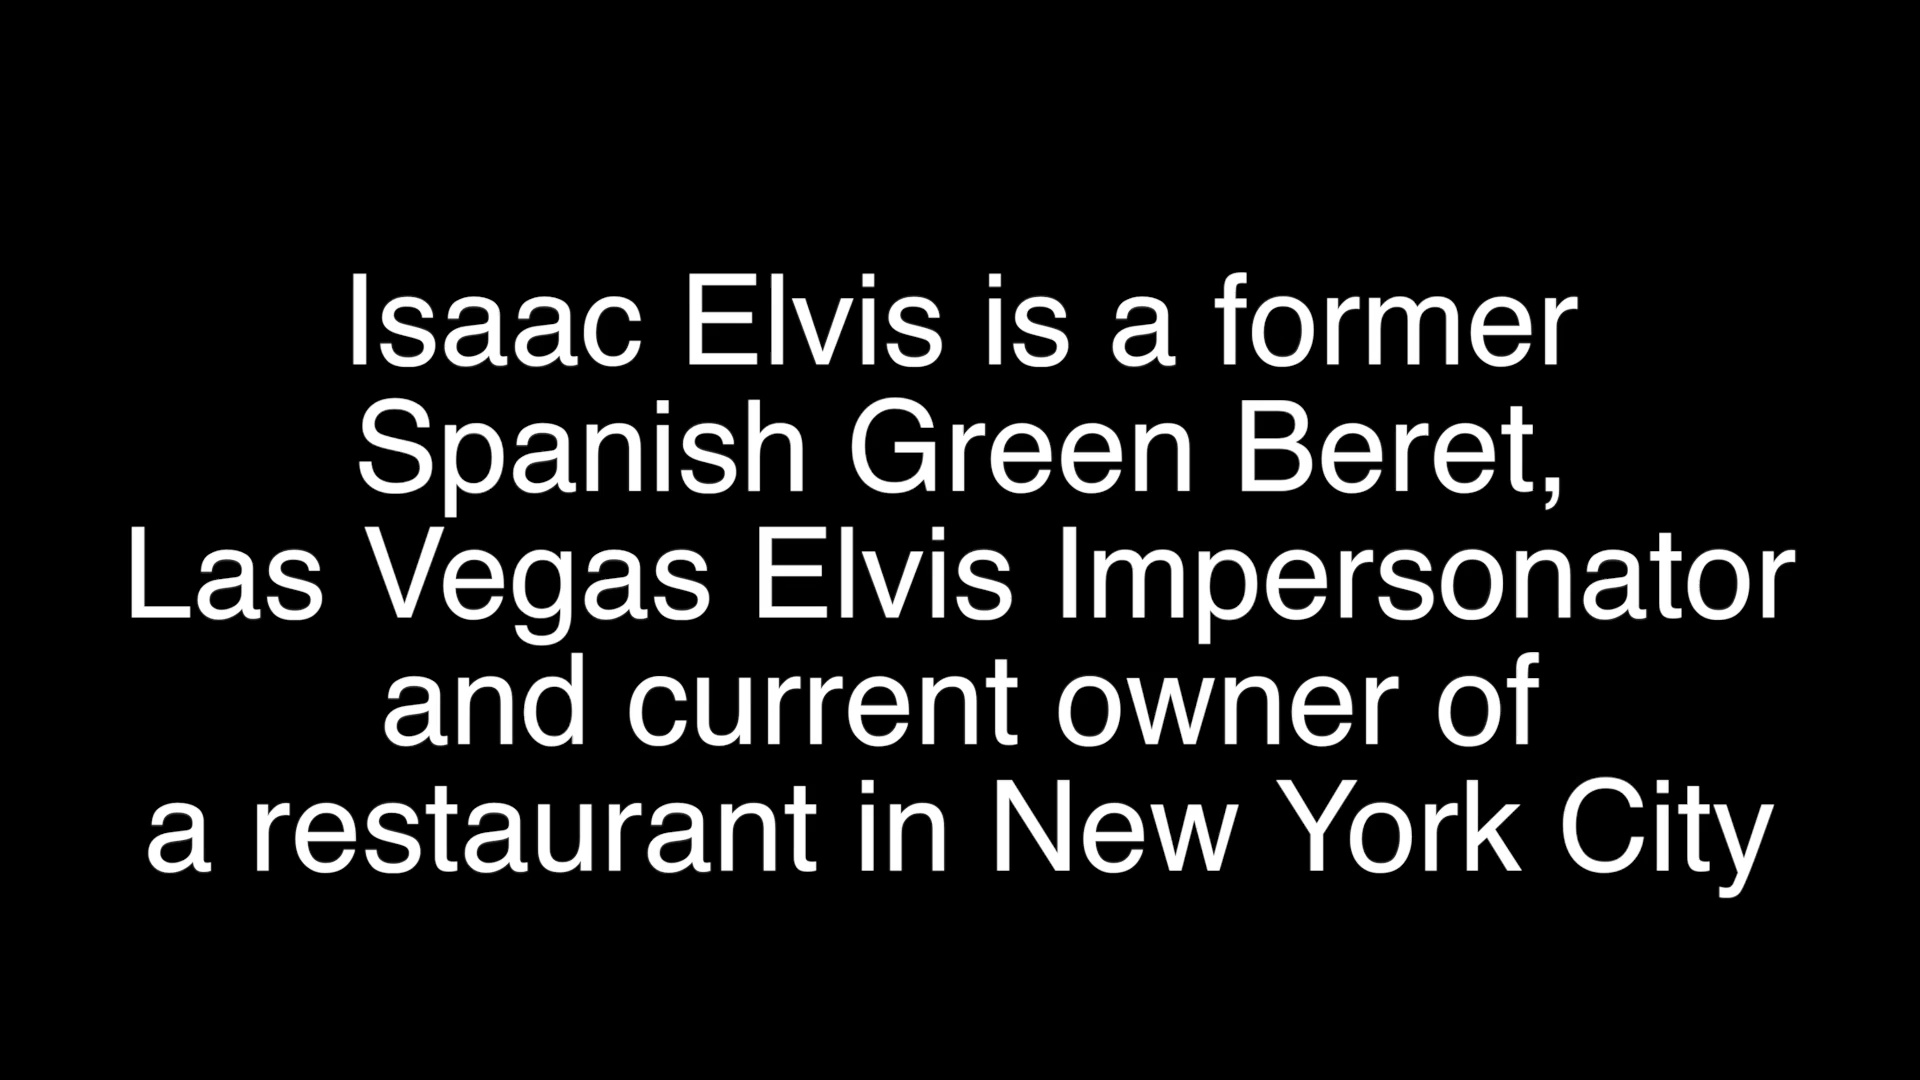 Isaac Elvis is a former
Spanish Green Beret,
Las Vegas Elvis Impersonator
and current owner of
a restaurant in New York City